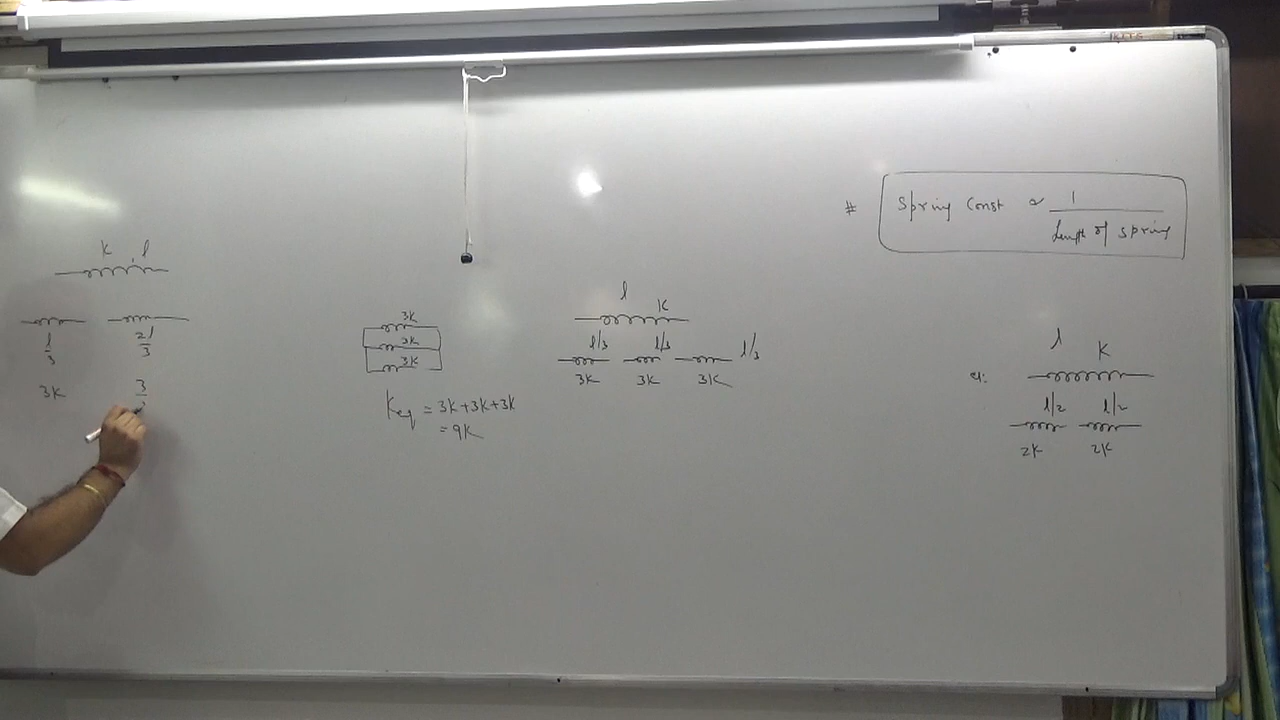 # Spring Const ∝ 1 / Length of spring
k, l
l/3 2l/3
3K 3/
3K
3K
3K
Keq = 3K+3K+3K
= 9K
l K
l/3 l/3 l/3
3K 3K 3K
l K
l/2 l/2
2K 2K